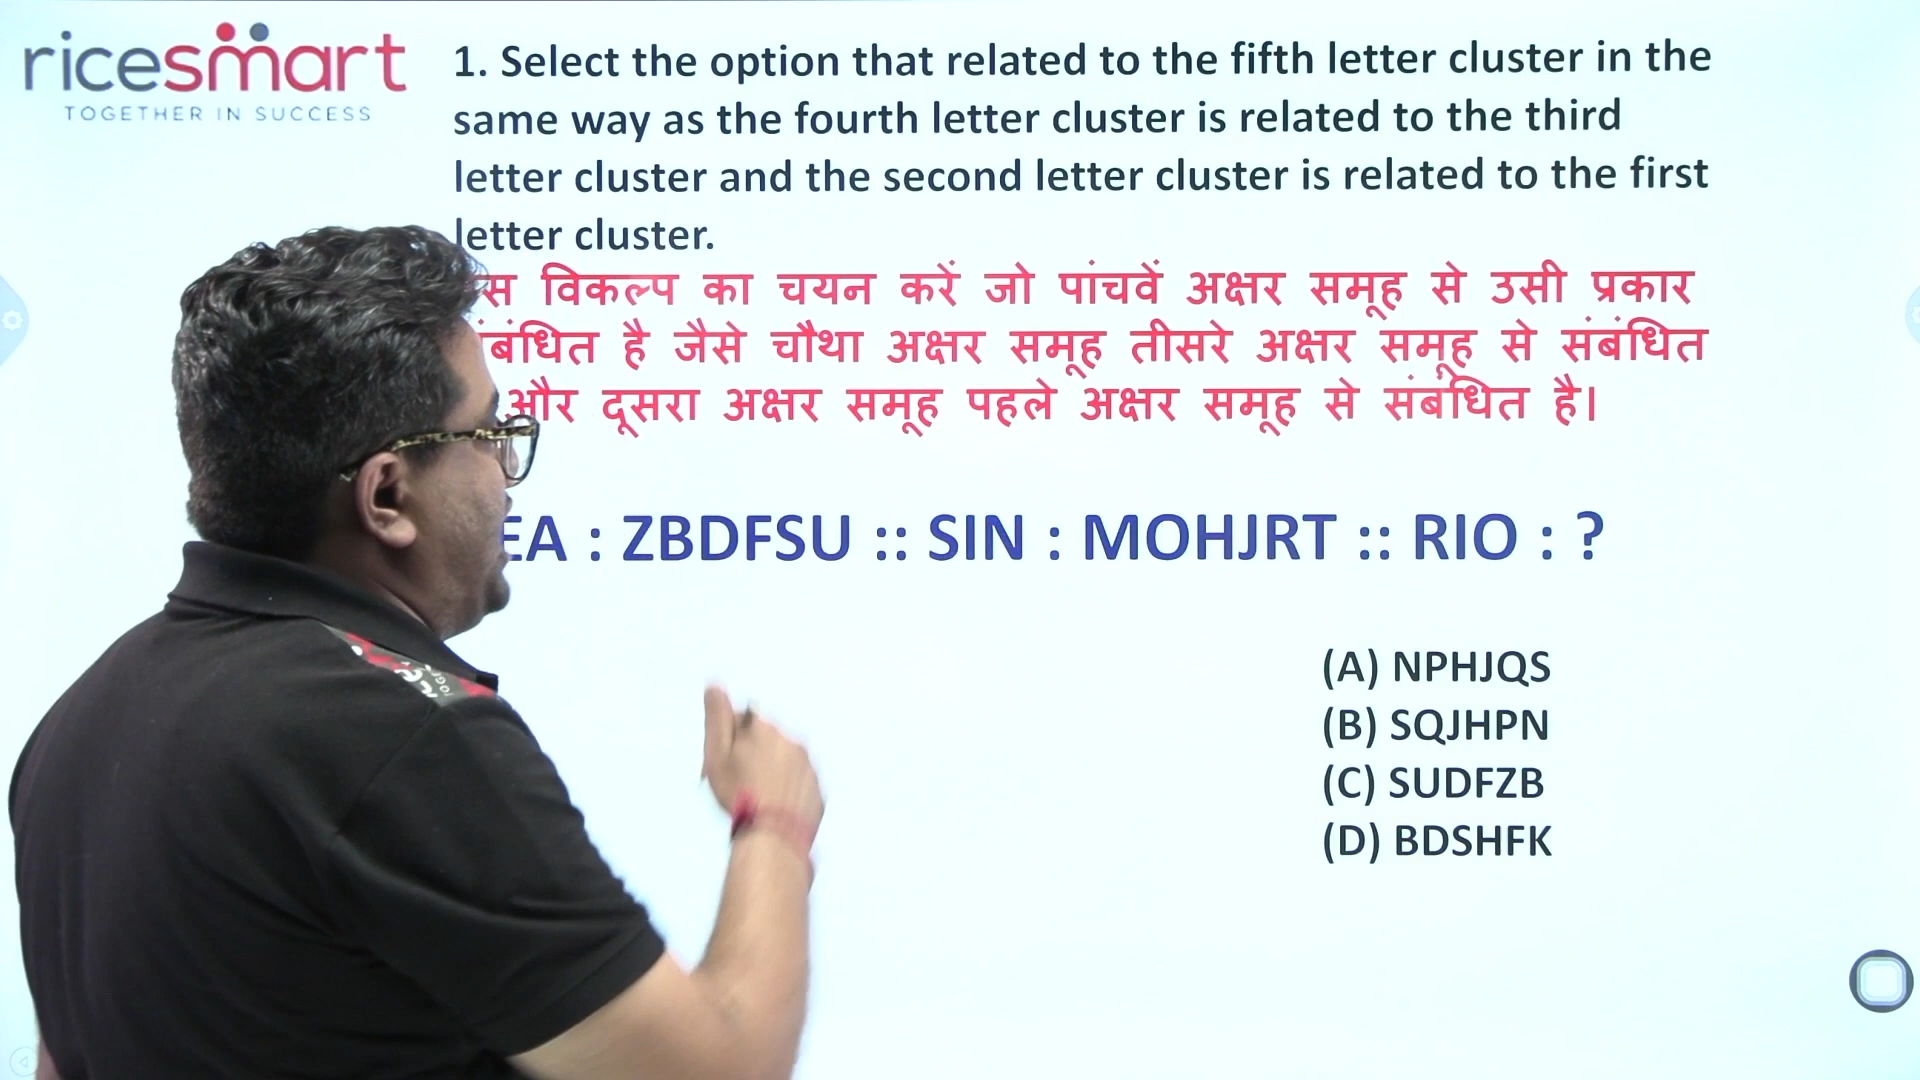 ricesmart
TOGETHER IN SUCCESS
1. Select the option that related to the fifth letter cluster in the
same way as the fourth letter cluster is related to the third
letter cluster and the second letter cluster is related to the first
letter cluster.
विकल्प का चयन करें जो पांचवें अक्षर समूह से उसी प्रकार
है जैसे चौथा अक्षर समूह तीसरे अक्षर समूह से संबंधित
और दूसरा अक्षर समूह पहले अक्षर समूह से संबंधित है।
EA : ZBDFSU :: SIN : MOHJRT :: RIO : ?
(A) NPHJQS
(B) SQJHPN
(C) SUDFZB
(D) BDSHFK